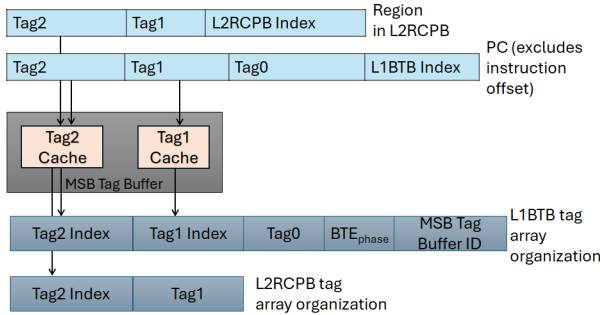 Tag2
Tag1
L2RCPB Index
Region
in L2RCPB
Tag2
Tag1
Tag0
L1BTB Index
PC (excludes
instruction
offset)
Tag2
Cache
Tag1
Cache
MSB Tag Buffer
Tag2 Index
Tag1 Index
Tag0
BTEphase
MSB Tag
Buffer ID
L1BTB tag
array
organization
Tag2 Index
Tag1
L2RCPB tag
array organization